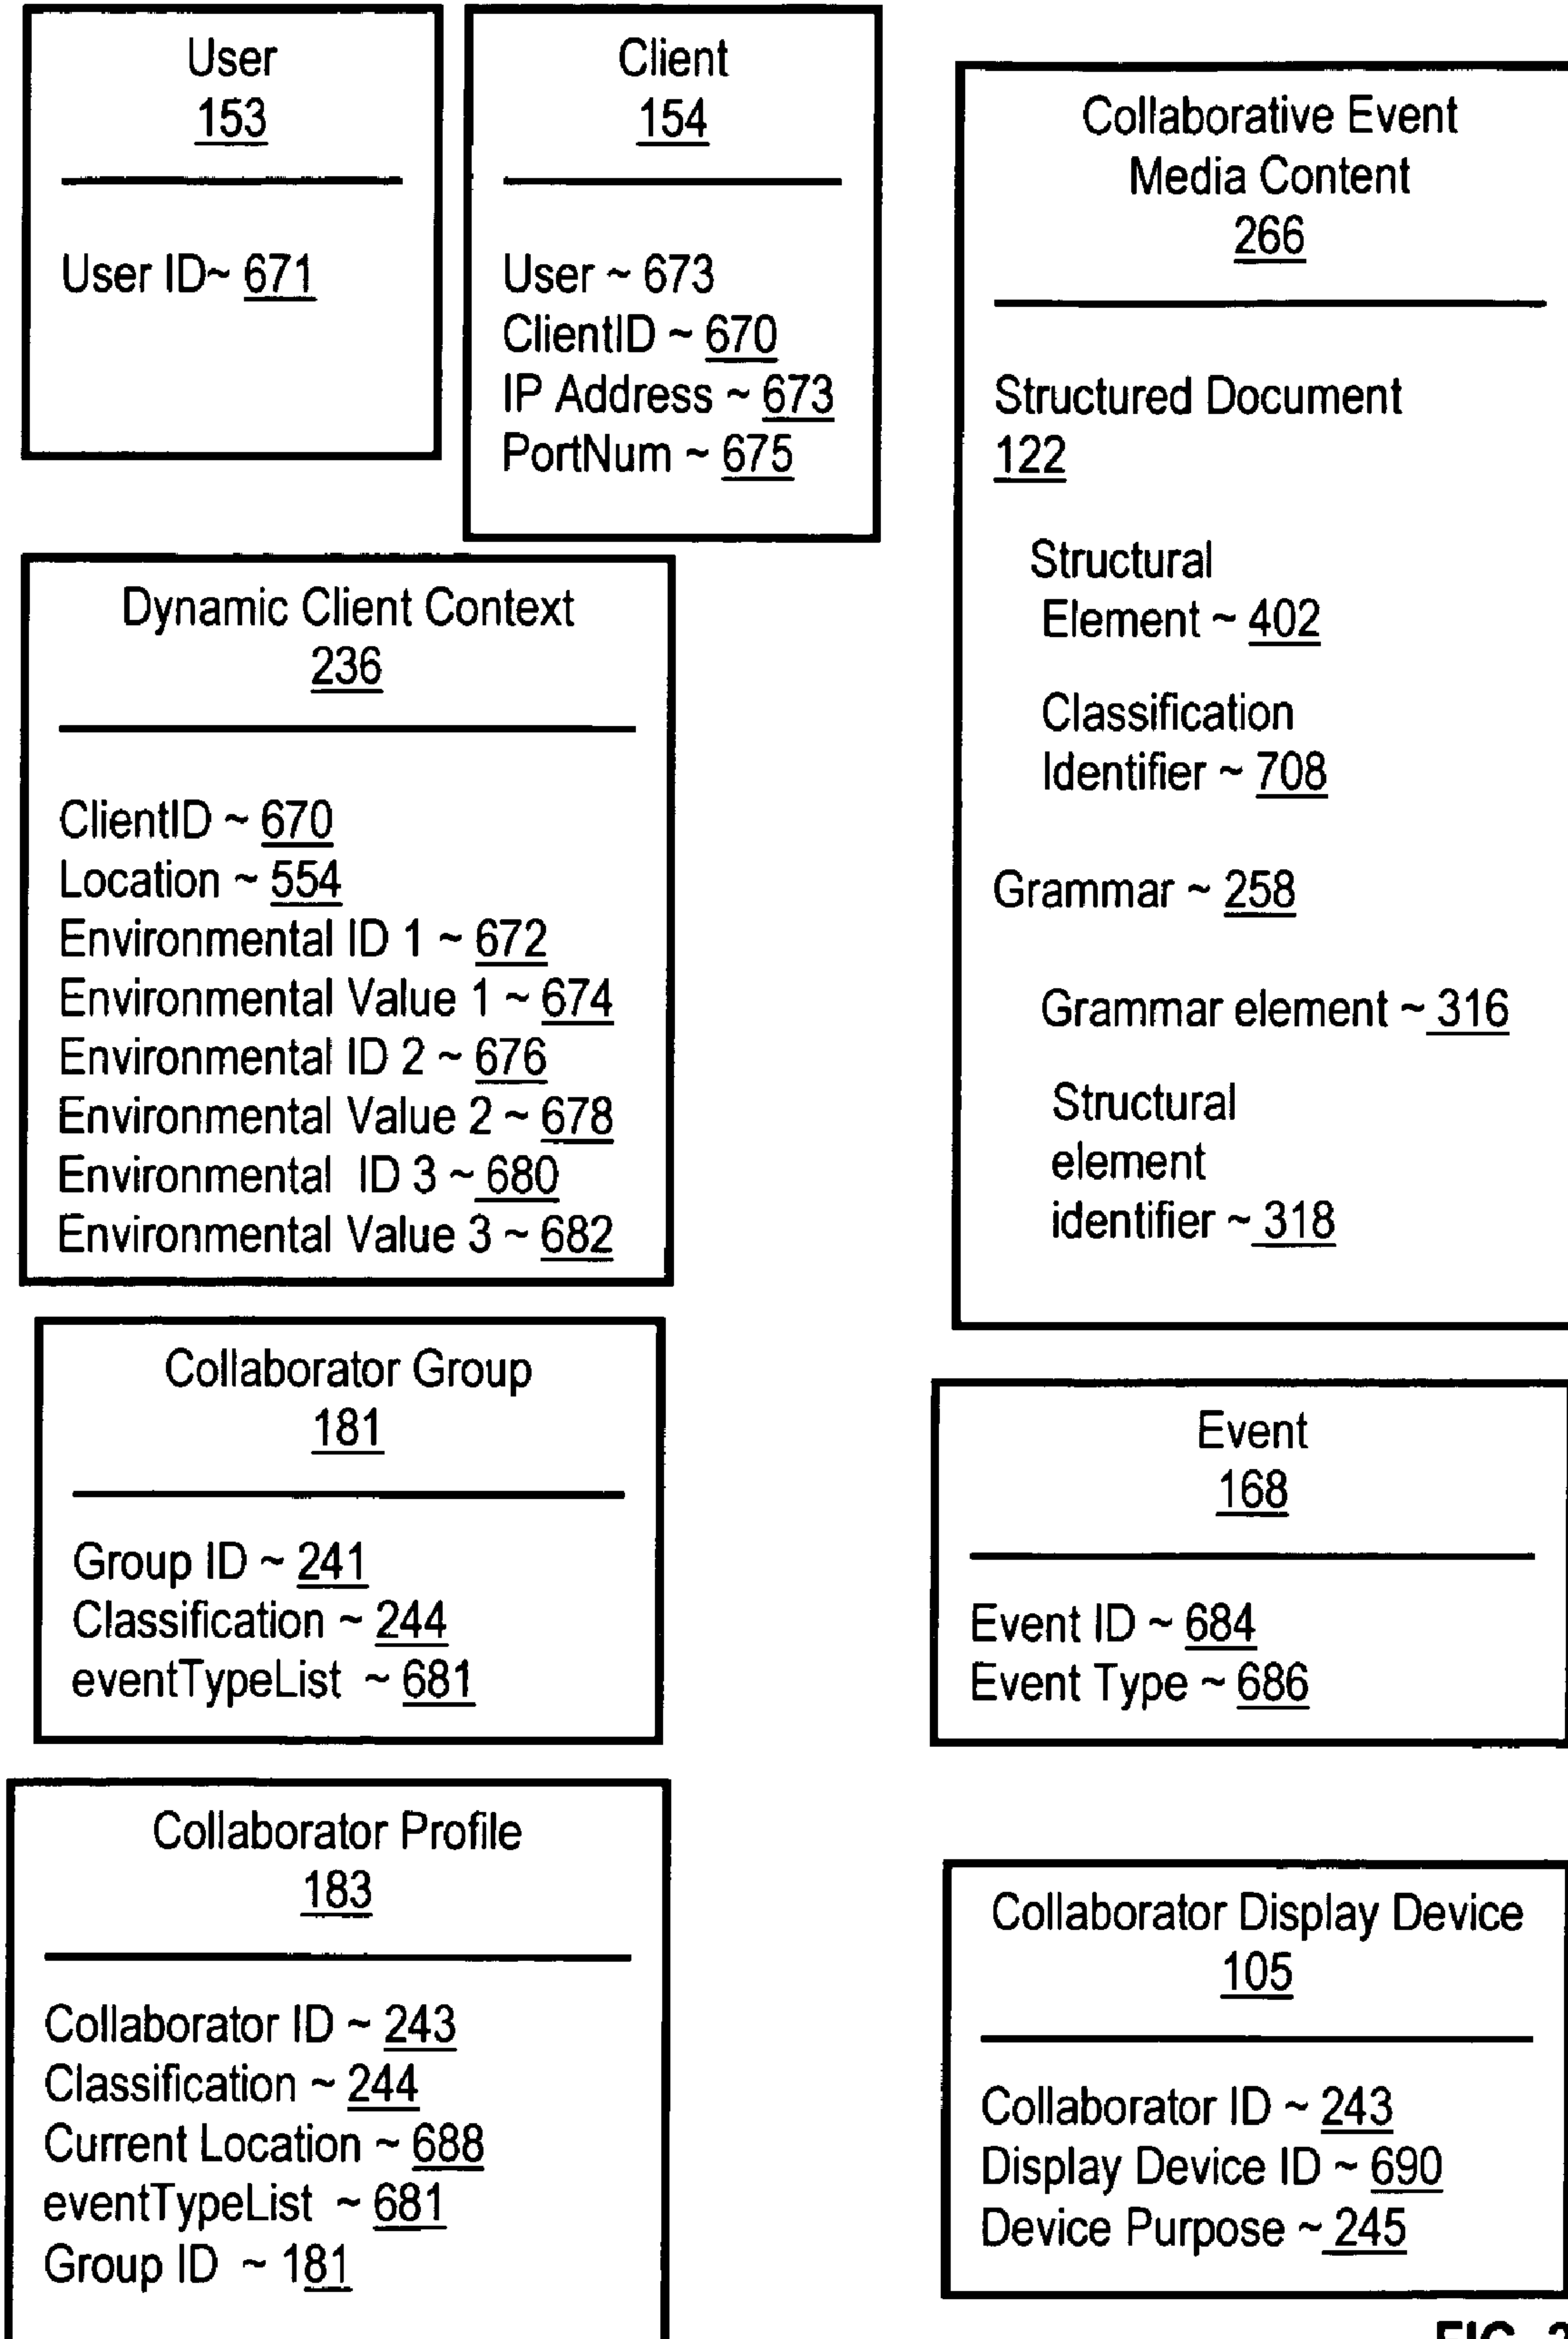 User
153
User ID~ 671
Client
154
User ~ 673
ClientID ~ 670
IP Address ~ 673
PortNum ~ 675
Dynamic Client Context
236
ClientID ~ 670
Location ~ 554
Environmental ID 1 ~ 672
Environmental Value 1 ~ 674
Environmental ID 2 ~ 676
Environmental Value 2 ~ 678
Environmental ID 3 ~ 680
Environmental Value 3 ~ 682
Collaborator Group
181
Group ID ~ 241
Classification ~ 244
eventTypeList ~ 681
Collaborator Profile
183
Collaborator ID ~ 243
Classification ~ 244
Current Location ~ 688
eventTypeList ~ 681
Group ID ~ 181
Collaborative Event
Media Content
266
Structured Document
122
Structural
Element ~ 402
Classification
Identifier ~ 708
Grammar ~ 258
Grammar element ~ 316
Structural
element
identifier ~ 318
Event
168
Event ID ~ 684
Event Type ~ 686
Collaborator Display Device
105
Collaborator ID ~ 243
Display Device ID ~ 690
Device Purpose ~ 245
FIG.